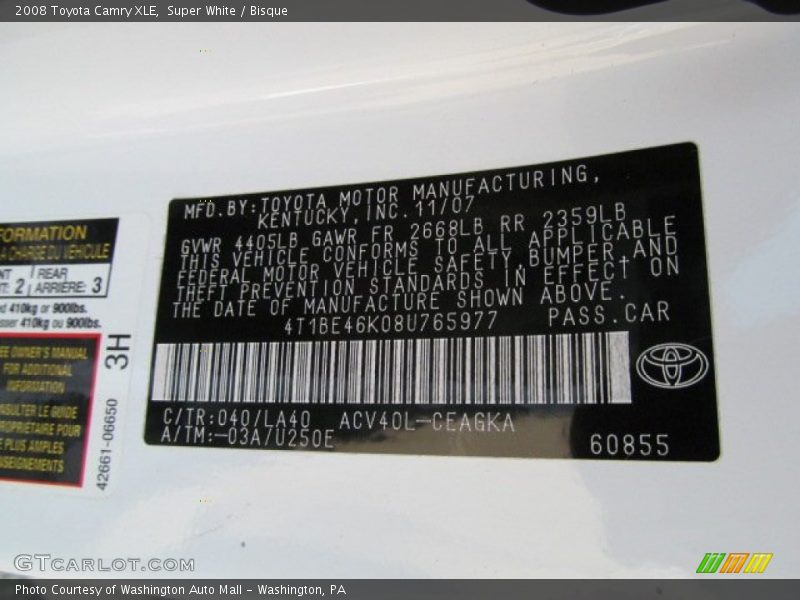 2008 Toyota Camry XLE,  Super White / Bisque
MFD.BY:TOYOTA MOTOR MANUFACTURING,
KENTUCKY,INC.11/07
GVWR 4405LB GAWR FR 2668LB RR 2359LB
THIS VEHICLE CONFORMS TO ALL APPLICABLE
FEDERAL MOTOR VEHICLE SAFETY BUMPER AND
THEFT PREVENTION STANDARDS IN EFFECT ON
THE DATE OF MANUFACTURE SHOWN ABOVE.
4T1BE46K08U765977 PASS.CAR
C/TR:040/LA40 ACV40L-CEAGKA
A/TM:-03A/U250E
60855
FORMATION
LA CHARGE DU VEHICULE
REAR
2 ARRIÈRE: 3
410kg or 900lbs.
410kg ou 900lbs.
OWNER'S MANUAL
FOR ADDITIONAL
INFORMATION
LE GUIDE
POUR
PLUS AMPLES
3H
42661-06650
GTCARLOT.COM
Photo Courtesy of Washington Auto Mall - Washington, PA